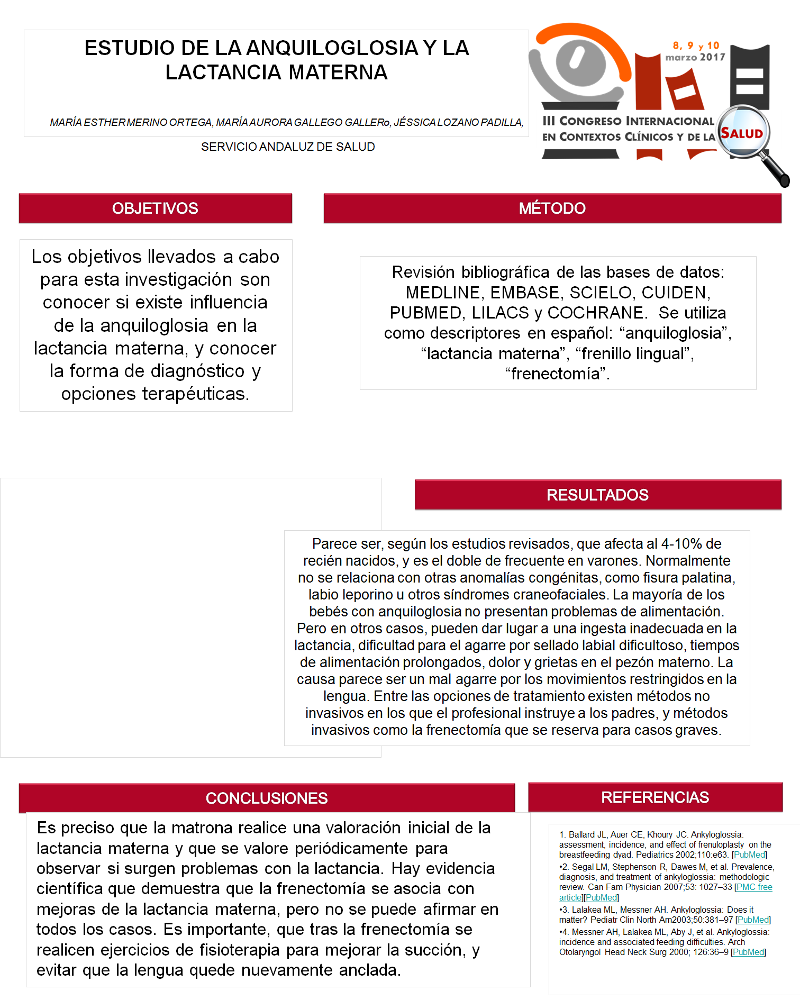 ESTUDIO DE LA ANQUILOGLOSIA Y LA
LACTANCIA MATERNA
MARÍA ESTHER MERINO ORTEGA, MARÍA AURORA GALLEGO GALLERo, JÉSSICA LOZANO PADILLA,
SERVICIO ANDALUZ DE SALUD
8, 9 y 10
marzo 2017
III CONGRESO INTERNACIONAL
EN CONTEXTOS CLÍNICOS Y DE LA SALUD
OBJETIVOS
Los objetivos llevados a cabo
para esta investigación son
conocer si existe influencia
de la anquiloglosia en la
lactancia materna, y conocer
la forma de diagnóstico y
opciones terapéuticas.
MÉTODO
Revisión bibliográfica de las bases de datos:
MEDLINE, EMBASE, SCIELO, CUIDEN,
PUBMED, LILACS y COCHRANE.  Se utiliza
como descriptores en español: “anquiloglosia”,
“lactancia materna”, “frenillo lingual”,
“frenectomía”.
RESULTADOS
Parece ser, según los estudios revisados, que afecta al 4-10% de
recién nacidos, y es el doble de frecuente en varones. Normalmente
no se relaciona con otras anomalías congénitas, como fisura palatina,
labio leporino u otros síndromes craneofaciales. La mayoría de los
bebés con anquiloglosia no presentan problemas de alimentación.
Pero en otros casos, pueden dar lugar a una ingesta inadecuada en la
lactancia, dificultad para el agarre por sellado labial dificultoso, tiempos
de alimentación prolongados, dolor y grietas en el pezón materno. La
causa parece ser un mal agarre por los movimientos restringidos en la
lengua. Entre las opciones de tratamiento existen métodos no
invasivos en los que el profesional instruye a los padres, y métodos
invasivos como la frenectomía que se reserva para casos graves.
CONCLUSIONES
Es preciso que la matrona realice una valoración inicial de la
lactancia materna y que se valore periódicamente para
observar si surgen problemas con la lactancia. Hay evidencia
científica que demuestra que la frenectomía se asocia con
mejoras de la lactancia materna, pero no se puede afirmar en
todos los casos. Es importante, que tras la frenectomía se
realicen ejercicios de fisioterapia para mejorar la succión, y
evitar que la lengua quede nuevamente anclada.
REFERENCIAS
1. Ballard JL, Auer CE, Khoury JC. Ankyloglossia:
assessment, incidence, and effect of frenuloplasty on the
breastfeeding dyad. Pediatrics 2002;110:e63. [PubMed]
•2. Segal LM, Stephenson R, Dawes M, et al. Prevalence,
diagnosis, and treatment of ankyloglossia: methodologic
review. Can Fam Physician 2007;53: 1027–33 [PMC free
article][PubMed]
•3. Lalakea ML, Messner AH. Ankyloglossia: Does it
matter? Pediatr Clin North Am2003;50:381–97 [PubMed]
•4. Messner AH, Lalakea ML, Aby J, et al. Ankyloglossia:
incidence and associated feeding difficulties. Arch
Otolaryngol Head Neck Surg 2000; 126:36–9 [PubMed]